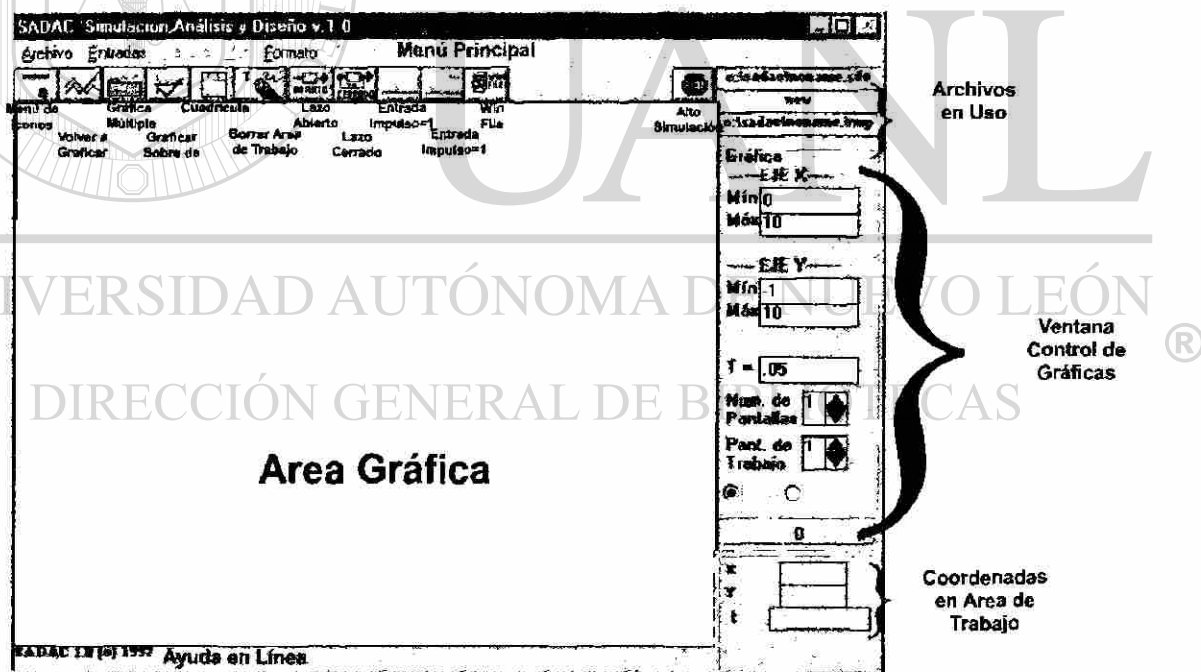 SADAC Simulacion,Análisis y Diseño v.1.0
Archivo Entradas Formato Menú Principal
Menú de Iconos
Volver a Graficar
Gráfica Múltiple
Graficar Sobre de
Cuadricula
Borrar Area de Trabajo
Lazo Abierto
Lazo Cerrado
Entrada Impulso=1
Entrada Impulso=1
Win File
Alto Simulación
new
Archivos en Uso
Gráfica
EJE X
Mín 0
Máx 10
EJE Y
Mín -1
Máx 10
T = .05
Num. de Pantallas 1
Pant. de Trabajo 1
0
Ventana
Control de
Gráficas
Area Gráfica
X
Y
t
Coordenadas
en Area de
Trabajo
1997 Ayuda en Línea
UANL
UNIVERSIDAD AUTÓNOMA DE NUEVO LEÓN
®
DIRECCIÓN GENERAL DE BIBLIOTECAS